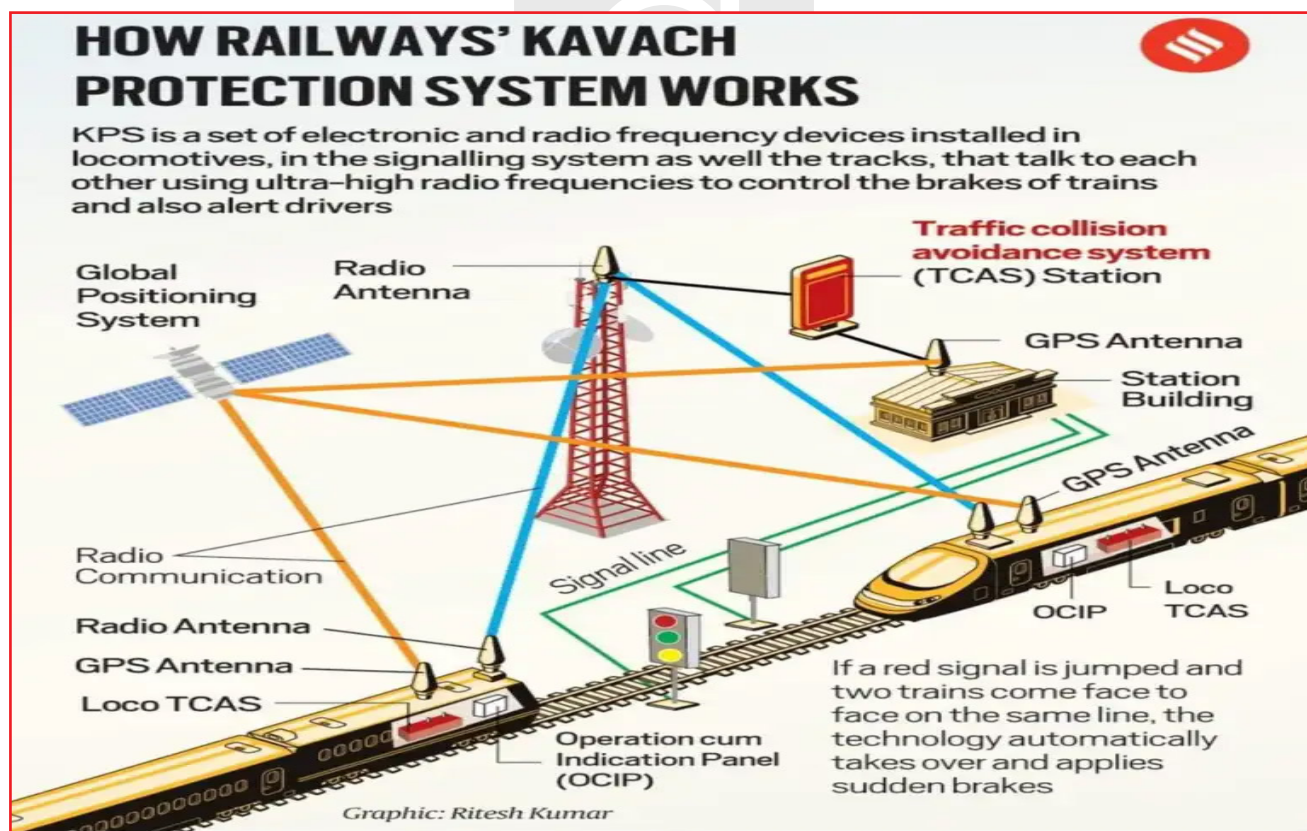 HOW RAILWAYS' KAVACH
PROTECTION SYSTEM WORKS
KPS is a set of electronic and radio frequency devices installed in
locomotives, in the signalling system as well the tracks, that talk to each
other using ultra-high radio frequencies to control the brakes of trains
and also alert drivers
Traffic collision
avoidance system
(TCAS) Station
Global
Positioning
System
Radio
Antenna
GPS Antenna
Station
Building
GPS Antenna
Radio
Communication
Signal line
Radio Antenna
GPS Antenna
Loco TCAS
OCIP
Loco
TCAS
Operation cum
Indication Panel
(OCIP)
If a red signal is jumped and
two trains come face to
face on the same line, the
technology automatically
takes over and applies
sudden brakes
Graphic: Ritesh Kumar